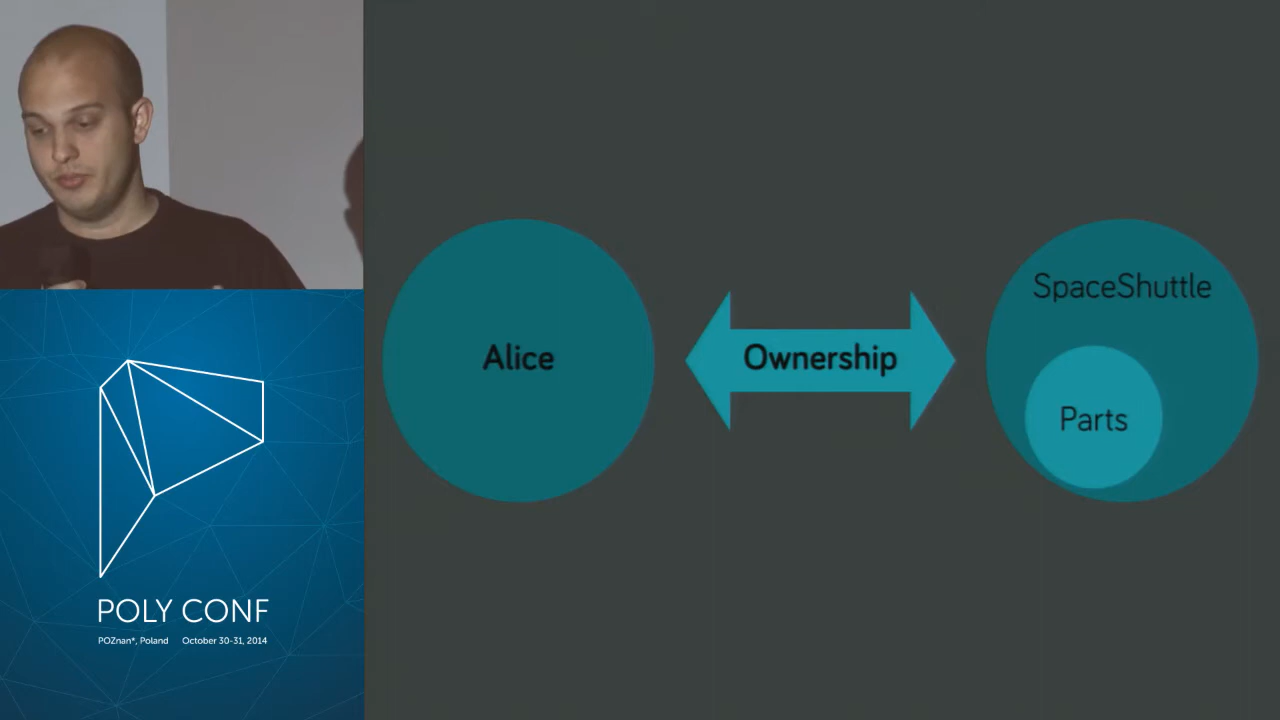 Alice
Ownership
SpaceShuttle
Parts
POLY CONF
POZnan*, Poland October 30-31, 2014